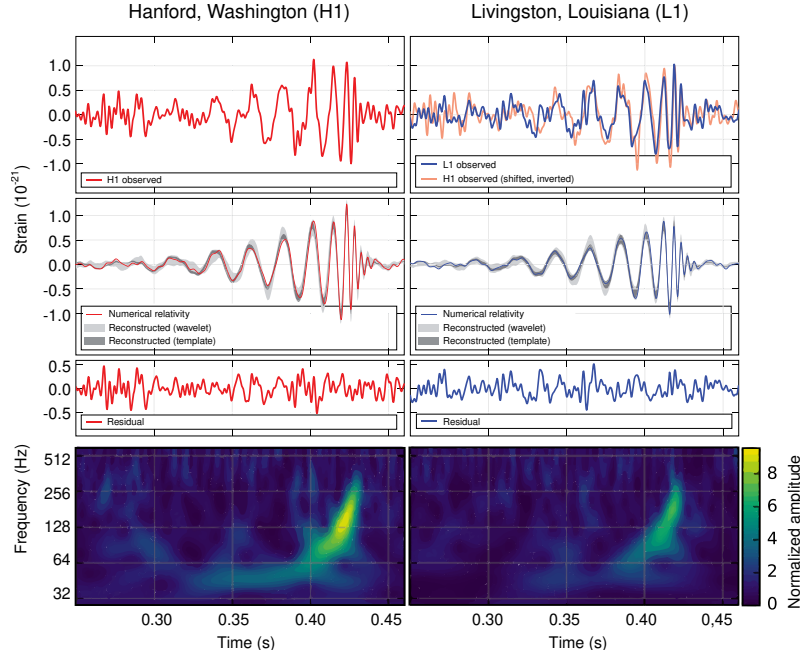 Hanford, Washington (H1)
Livingston, Louisiana (L1)
Strain (10⁻²¹)
1.0
0.5
0.0
-0.5
-1.0
H1 observed
L1 observed
H1 observed (shifted, inverted)
1.0
0.5
0.0
-0.5
-1.0
Numerical relativity
Reconstructed (wavelet)
Reconstructed (template)
Numerical relativity
Reconstructed (wavelet)
Reconstructed (template)
0.5
0.0
-0.5
Residual
Residual
Frequency (Hz)
512
256
128
64
32
0.30
0.35
0.40
0.45
Time (s)
0.30
0.35
0.40
0,45
Time (s)
8
6
4
2
0
Normalized amplitude